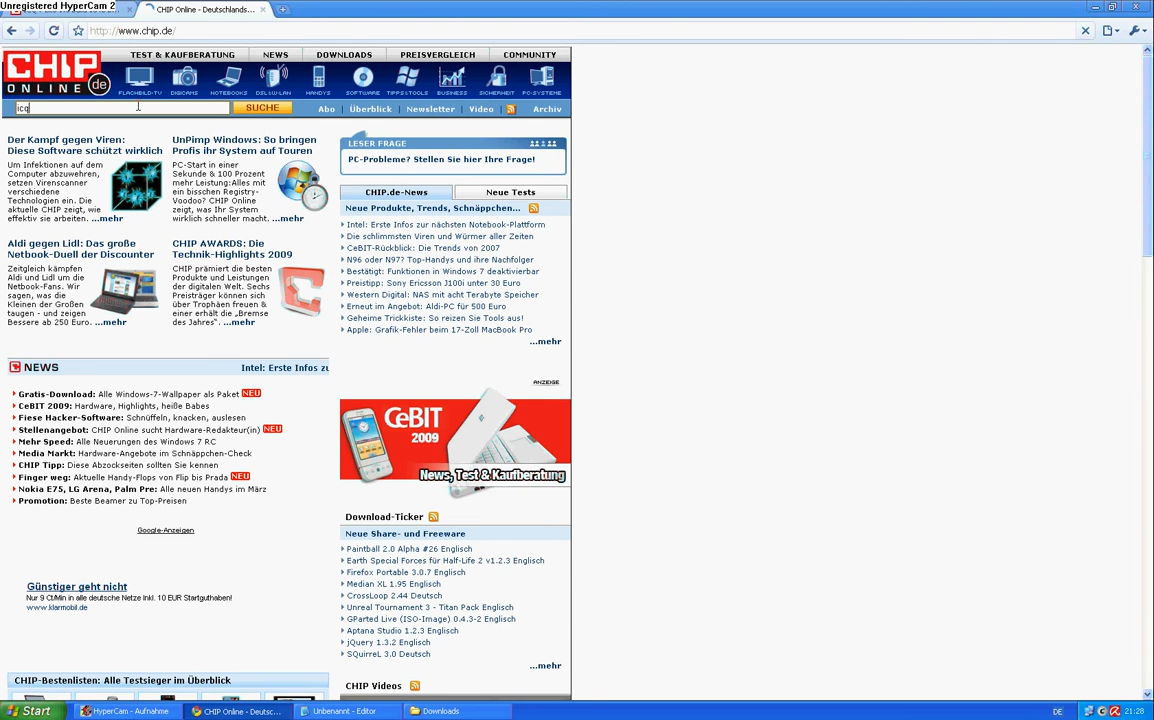 Unregistered HyperCam 2
CHIP Online - Deutschlands...
http://www.chip.de/
CHIP
ONLINE de
TEST & KAUFBERATUNG NEWS DOWNLOADS PREISVERGLEICH COMMUNITY
FLACHBILD-TV DIGICAMS NOTEBOOKS DSL&W-LAN HANDYS SOFTWARE TIPPS&TOOLS BUSINESS SICHERHEIT PC-SYSTEME
icq SUCHE Abo | Überblick | Newsletter | Video | Archiv
Der Kampf gegen Viren:
Diese Software schützt wirklich
Um Infektionen auf dem
Computer abzuwehren,
setzen Virenscanner
verschiedene
Technologien ein. Die
aktuelle CHIP zeigt, wie
effektiv sie arbeiten. ...mehr
UnPimp Windows: So bringen
Profis ihr System auf Touren
PC-Start in einer
Sekunde & 100 Prozent
mehr Leistung:Alles mit
ein bisschen Registry-
Voodoo? CHIP Online
zeigt, was Ihr System
wirklich schneller macht. ...mehr
Aldi gegen Lidl: Das große
Netbook-Duell der Discounter
Zeitgleich kämpfen
Aldi und Lidl um die
Netbook-Fans. Wir
sagen, was die
Kleinen der Großen
taugen - und zeigen
Bessere ab 250 Euro. ...mehr
CHIP AWARDS: Die
Technik-Highlights 2009
CHIP prämiert die besten
Produkte und Leistungen
der digitalen Welt. Sechs
Preisträger können sich
über Trophäen freuen &
einer erhält die „Bremse
des Jahres“. ...mehr
LESER FRAGE
PC-Probleme? Stellen Sie hier Ihre Frage!
CHIP.de-News Neue Tests
Neue Produkte, Trends, Schnäppchen...
Intel: Erste Infos zur nächsten Notebook-Plattform
Die schlimmsten Viren und Würmer aller Zeiten
CeBIT-Rückblick: Die Trends von 2007
N96 oder N97? Top-Handys und ihre Nachfolger
Bestätigt: Funktionen in Windows 7 deaktivierbar
Preistipp: Sony Ericsson J100i unter 30 Euro
Western Digital: NAS mit acht Terabyte Speicher
Erneut im Angebot: Aldi-PC für 500 Euro
Geheime Trickkiste: So reizen Sie Tools aus!
Apple: Grafik-Fehler beim 17-Zoll MacBook Pro
...mehr
NEWS Intel: Erste Infos zu
Gratis-Download: Alle Windows-7-Wallpaper als Paket NEU
CeBIT 2009: Hardware, Highlights, heiße Babes
Fiese Hacker-Software: Schnüffeln, knacken, auslesen
Stellenangebot: CHIP Online sucht Hardware-Redakteur(in) NEU
Mehr Speed: Alle Neuerungen des Windows 7 RC
Media Markt: Hardware-Angebote im Schnäppchen-Check
CHIP Tipp: Diese Abzockseiten sollten Sie kennen
Finger weg: Aktuelle Handy-Flops von Flip bis Prada NEU
Nokia E75, LG Arena, Palm Pre: Alle neuen Handys im März
Promotion: Beste Beamer zu Top-Preisen
ANZEIGE
CeBIT
2009
News, Test & Kaufberatung
Google-Anzeigen
Günstiger geht nicht
Nur 9 Ct/Min in alle deutsche Netze Inkl. 10 EUR Startguthaben!
www.klarmobil.de
Download-Ticker
Neue Share- und Freeware
Paintball 2.0 Alpha #26 Englisch
Earth Special Forces für Half-Life 2 v1.2.3 Englisch
Firefox Portable 3.0.7 Englisch
Median XL 1.95 Englisch
CrossLoop 2.44 Deutsch
Unreal Tournament 3 - Titan Pack Englisch
GParted Live (ISO-Image) 0.4.3-2 Englisch
Aptana Studio 1.2.3 Englisch
jQuery 1.3.2 Englisch
SQuirreL 3.0 Deutsch
...mehr
CHIP-Bestenlisten: Alle Testsieger im Überblick
CHIP Videos
Start HyperCam - Aufnahme CHIP Online - Deutsc... Unbenannt - Editor Downloads DE 21:28